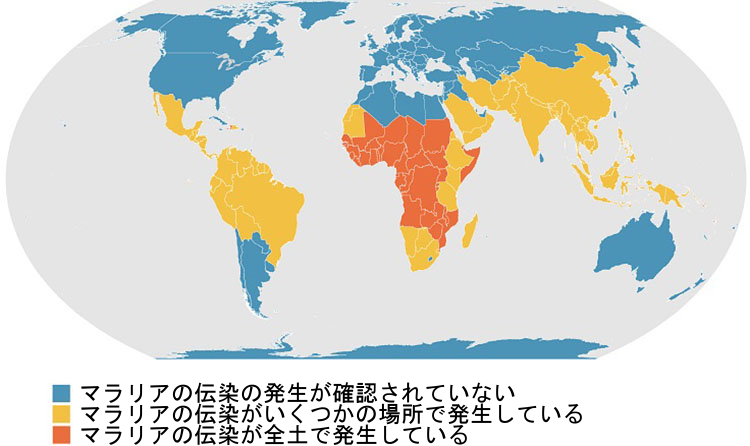 マラリアの伝染の発生が確認されていない
マラリアの伝染がいくつかの場所で発生している
マラリアの伝染が全土で発生している